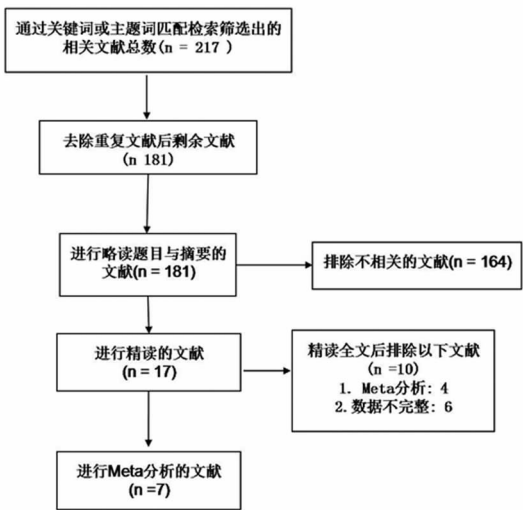 通过关键词或主题词匹配检索筛选出的
相关文献总数(n = 217 )
去除重复文献后剩余文献
(n 181)
进行略读题目与摘要的
文献(n = 181)
排除不相关的文献(n = 164)
进行精读的文献
(n = 17)
精读全文后排除以下文献
(n =10)
1. Meta分析: 4
2.数据不完整: 6
进行Meta分析的文献
(n =7)